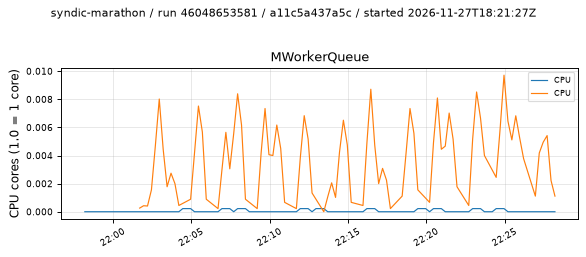 syndic-marathon / run 46048653581 / a11c5a437a5c / started 2026-11-27T18:21:27Z
MWorkerQueue
CPU cores (1.0 = 1 core)
0.010
0.008
0.006
0.004
0.002
0.000
CPU
CPU
22:00
22:05
22:10
22:15
22:20
22:25